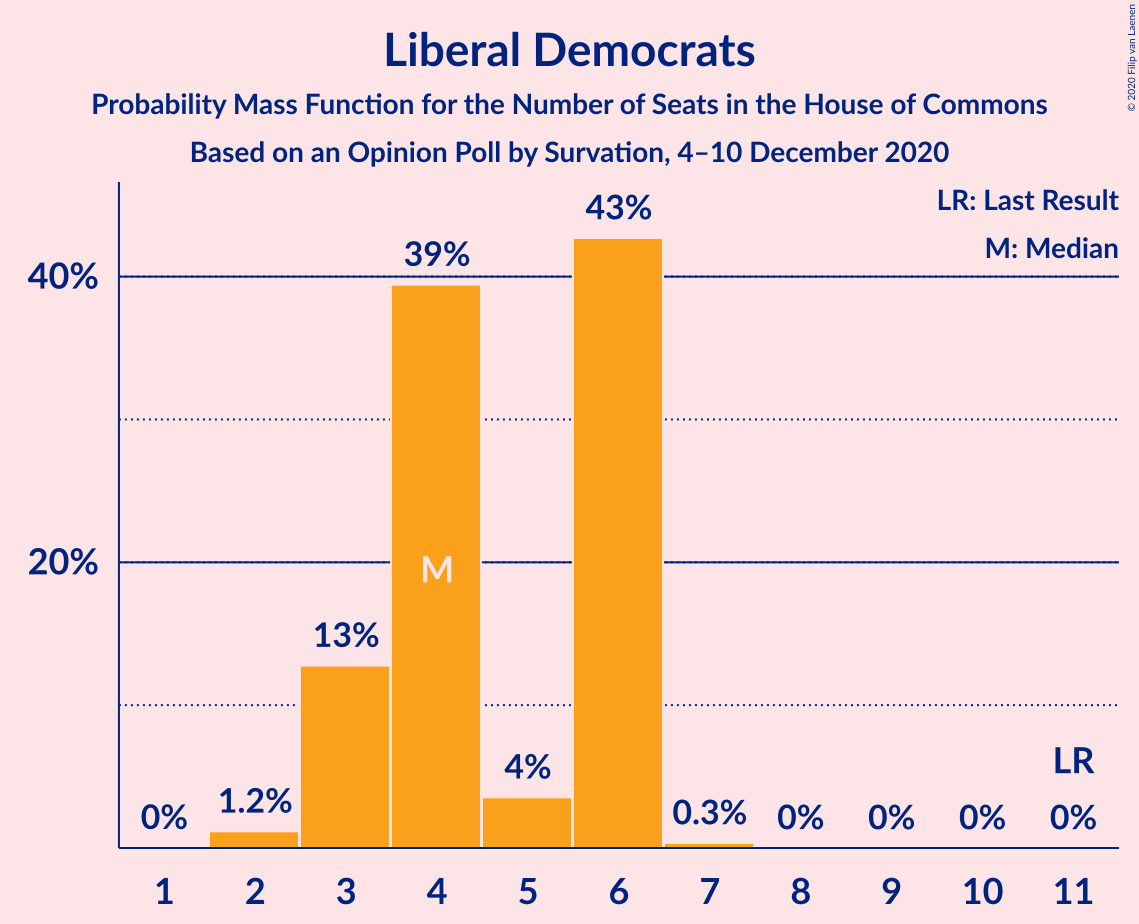 Liberal Democrats
Probability Mass Function for the Number of Seats in the House of Commons
Based on an Opinion Poll by Survation, 4–10 December 2020
© 2020 Filip van Laenen
LR: Last Result
M: Median
43%
39%
40%
M
20%
13%
4%
LR
0%
1.2%
0.3%
0%
0%
0%
0%
1 2 3 4 5 6 7 8 9 10 11